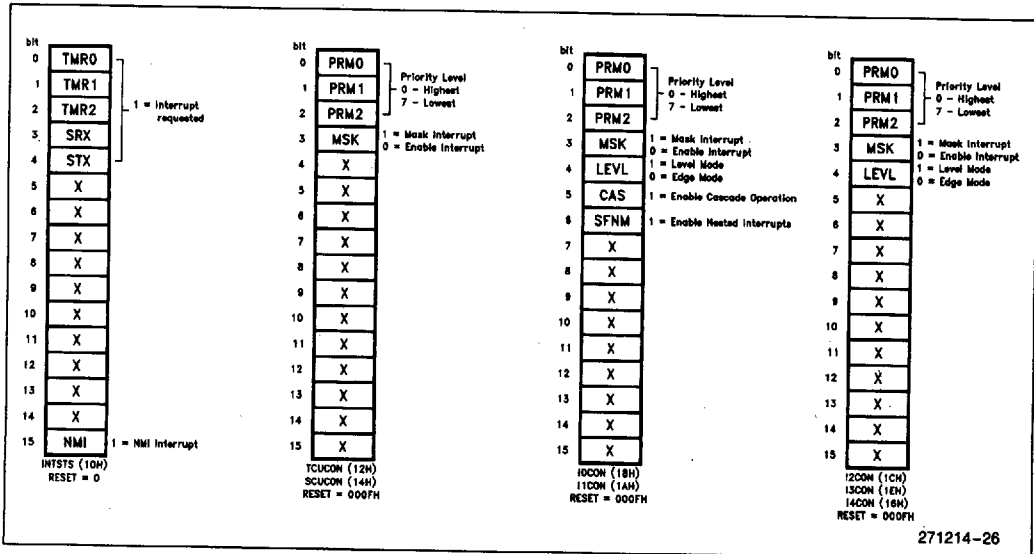 bit
0 TMR0
1 TMR1
2 TMR2
3 SRX
4 STX
5 X
6 X
7 X
8 X
9 X
10 X
11 X
12 X
13 X
14 X
15 NMI
1 = Interrupt
requested
1 = NMI Interrupt
INTSTS (10H)
RESET = 0
bit
0 PRM0
1 PRM1
2 PRM2
3 MSK
4 X
5 X
6 X
7 X
8 X
9 X
10 X
11 X
12 X
13 X
14 X
15 X
Priority Level
0 - Highest
7 - Lowest
1 = Mask Interrupt
0 = Enable Interrupt
TCUCON (12H)
SCUCON (14H)
RESET = 000FH
bit
0 PRM0
1 PRM1
2 PRM2
3 MSK
4 LEVL
5 CAS
6 SFNM
7 X
8 X
9 X
10 X
11 X
12 X
13 X
14 X
15 X
Priority Level
0 - Highest
7 - Lowest
1 = Mask Interrupt
0 = Enable Interrupt
1 = Level Mode
0 = Edge Mode
1 = Enable Cascade Operation
1 = Enable Nested Interrupts
I0CON (18H)
I1CON (1AH)
RESET = 000FH
bit
0 PRM0
1 PRM1
2 PRM2
3 MSK
4 LEVL
5 X
6 X
7 X
8 X
9 X
10 X
11 X
12 X
13 X
14 X
15 X
Priority Level
0 - Highest
7 - Lowest
1 = Mask Interrupt
0 = Enable Interrupt
1 = Level Mode
0 = Edge Mode
I2CON (1CH)
I3CON (1EH)
I4CON (16H)
RESET = 000FH
271214-26